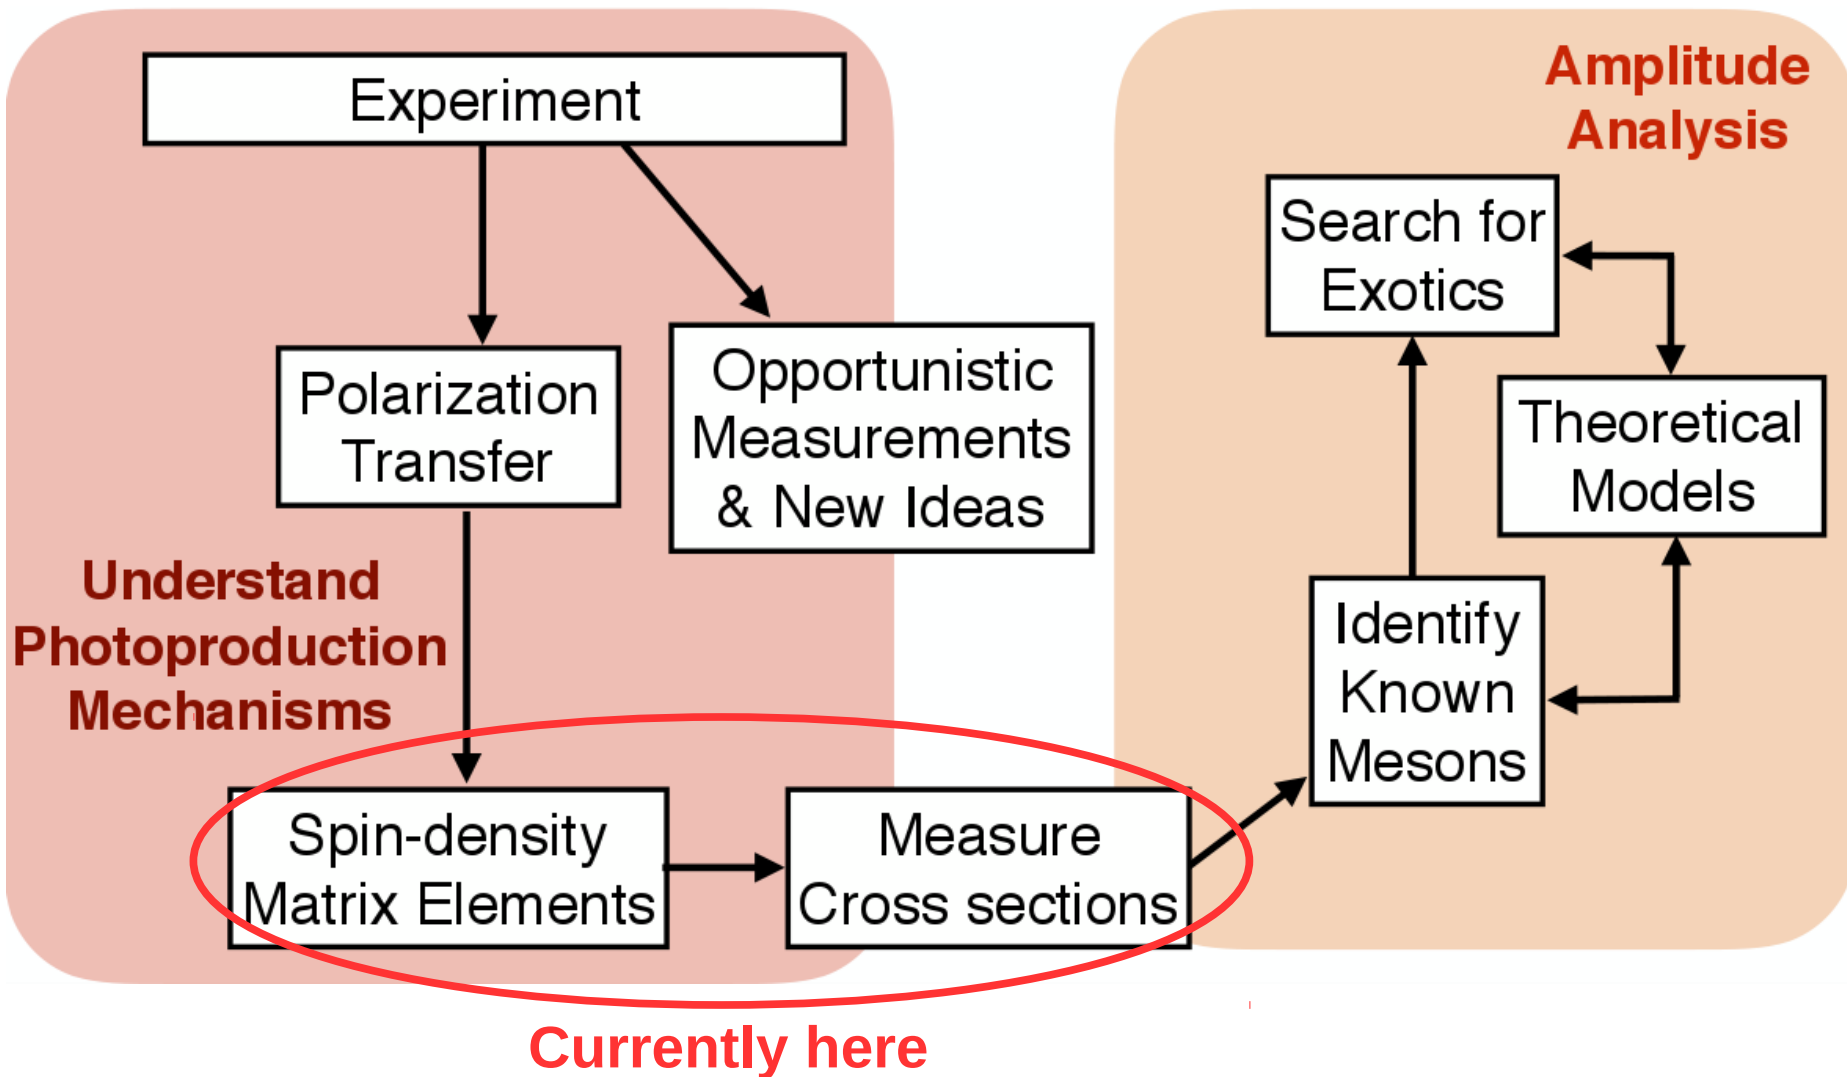 Experiment
Polarization
Transfer
Opportunistic
Measurements
& New Ideas
Understand
Photoproduction
Mechanisms
Spin-density
Matrix Elements
Measure
Cross sections
Currently here
Amplitude
Analysis
Search for
Exotics
Theoretical
Models
Identify
Known
Mesons